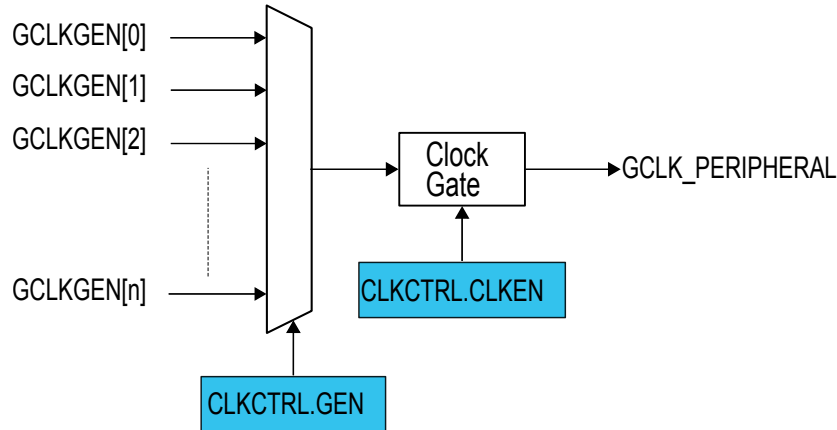 GCLKGEN[0]
GCLKGEN[1]
GCLKGEN[2]
GCLKGEN[n]
Clock
Gate
GCLK_PERIPHERAL
CLKCTRL.CLKEN
CLKCTRL.GEN